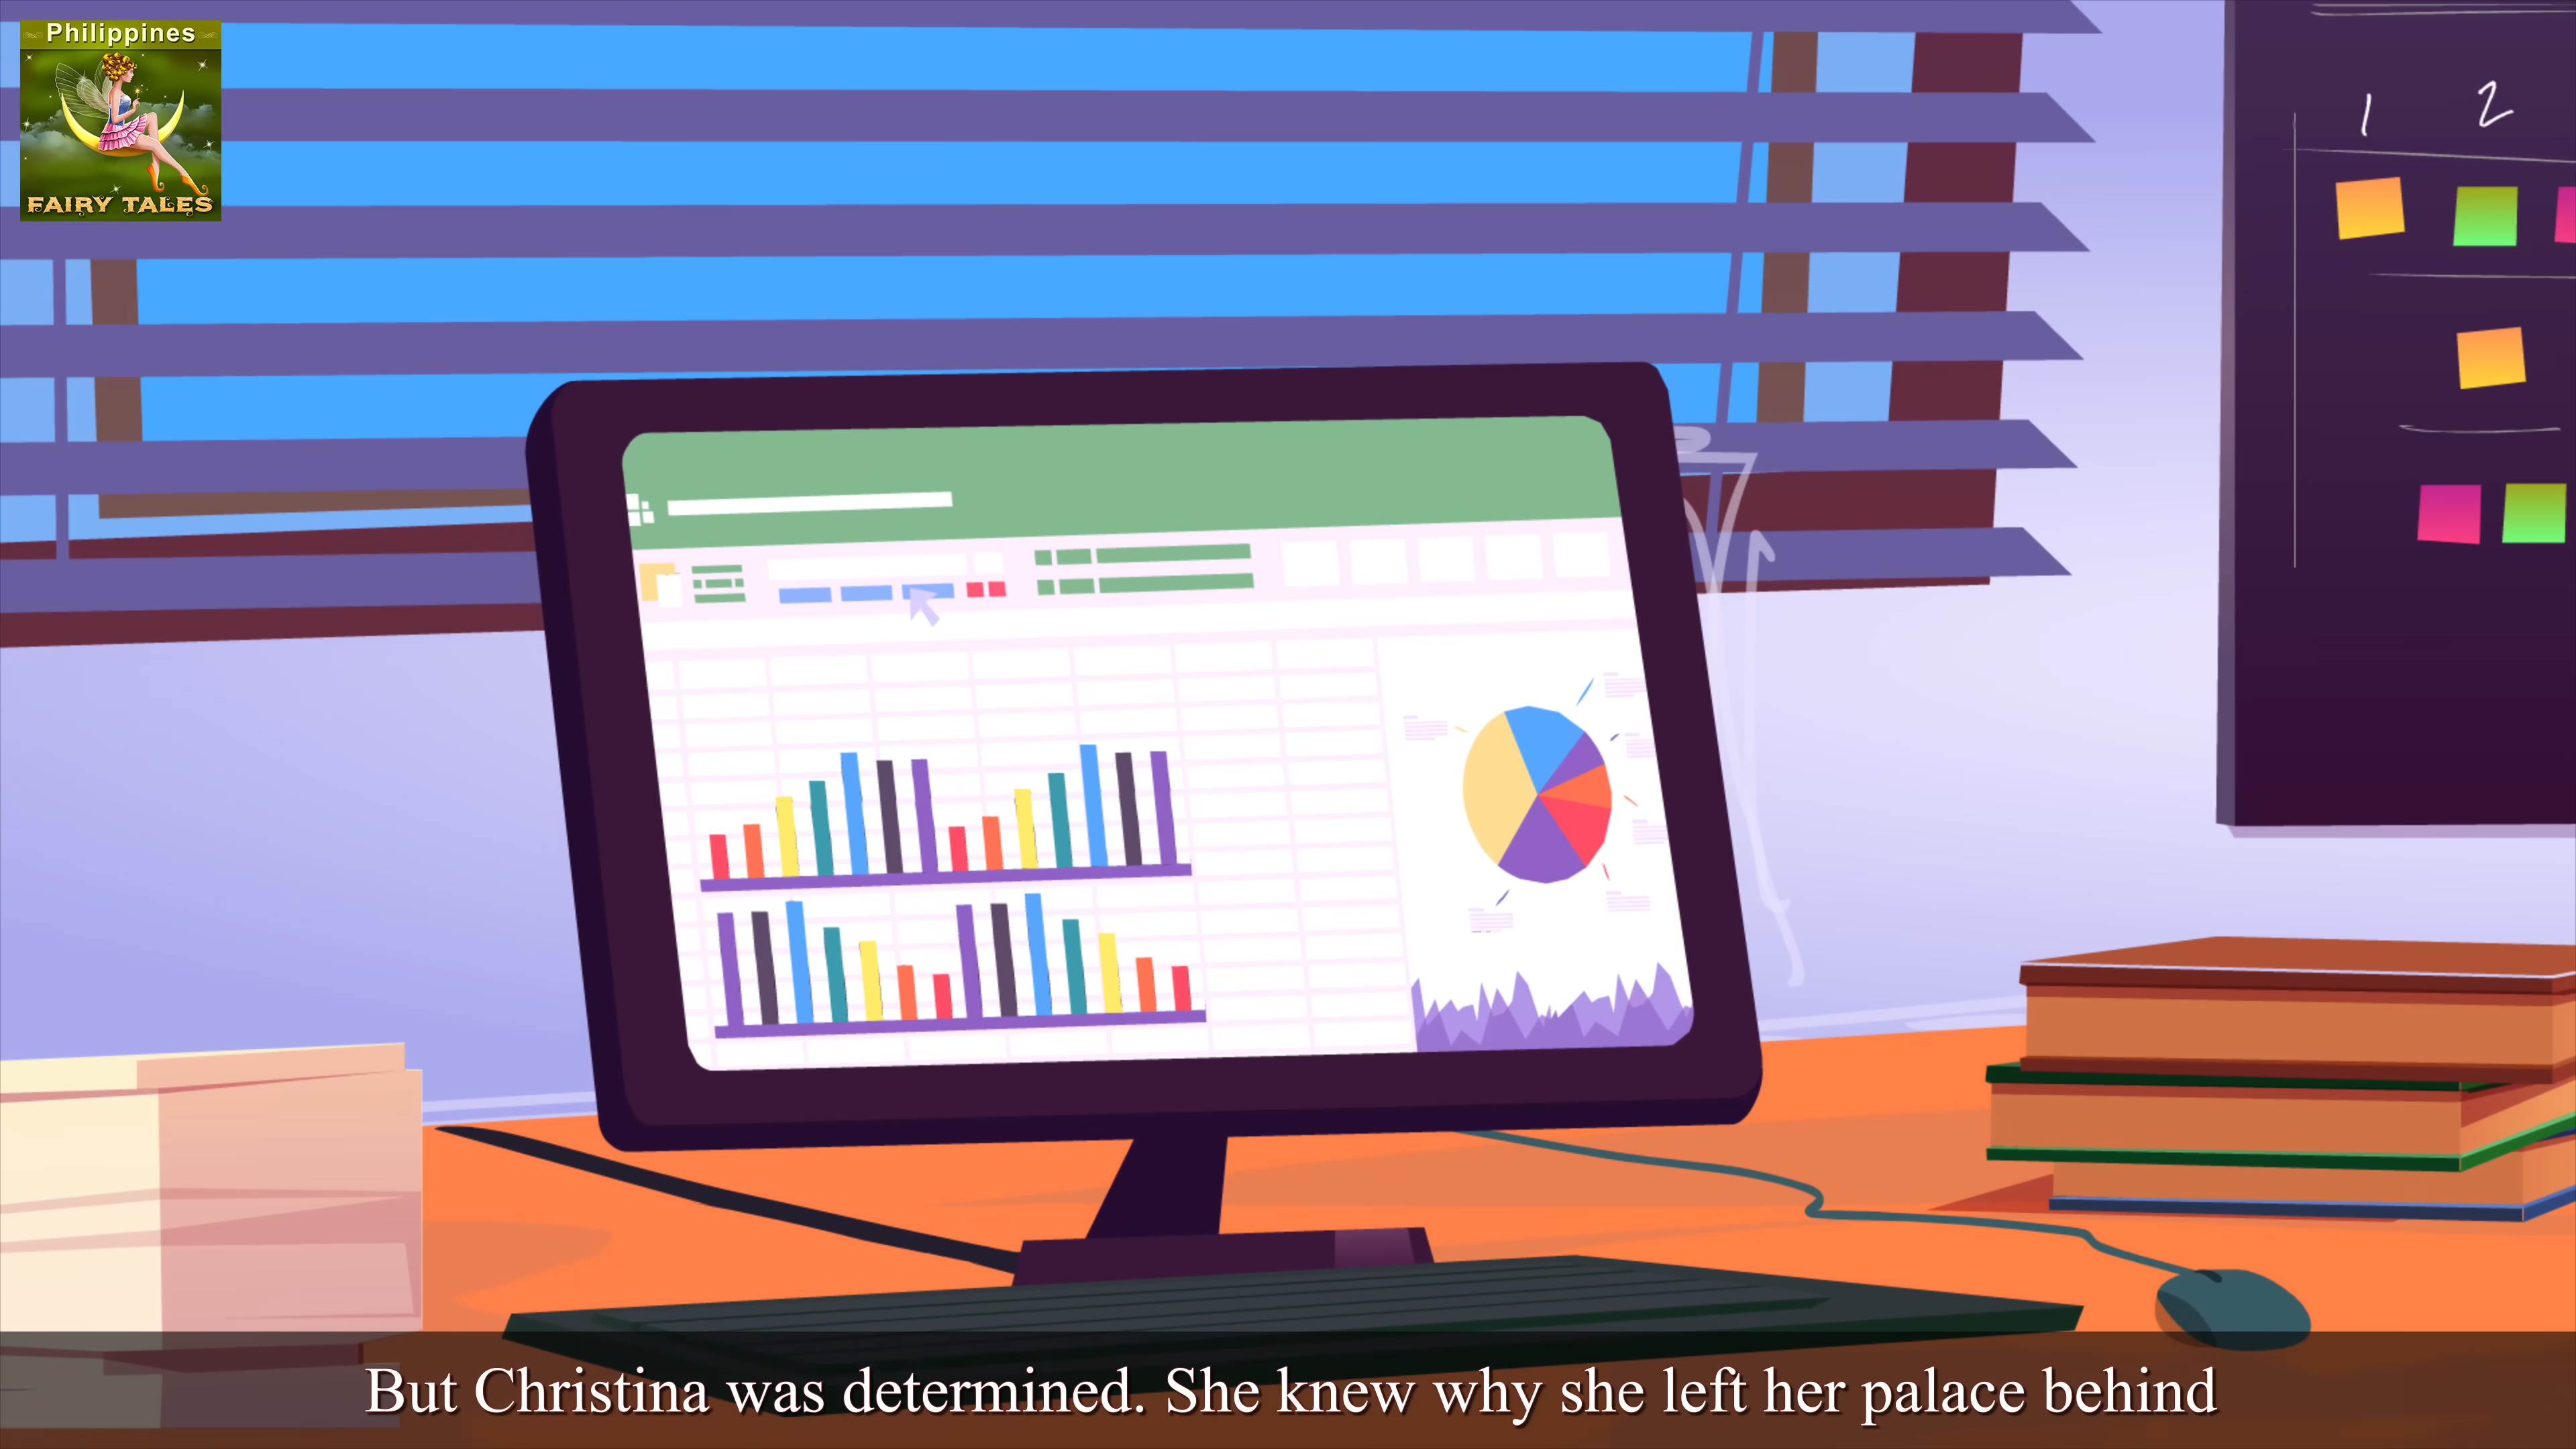 Philippines
FAIRY TALES
1 2
But Christina was determined. She knew why she left her palace behind